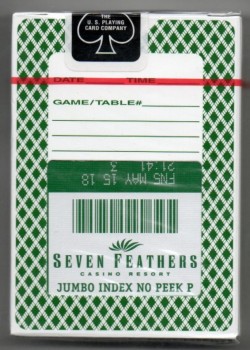 THE
U.S. PLAYING
CARD COMPANY
DATE TIME
GAME/TABLE#
FNS MAY 15 18
21:41 3
SEVEN FEATHERS
CASINO RESORT
JUMBO INDEX NO PEEK P